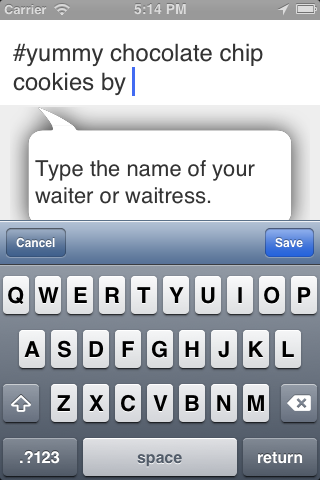 Carrier 5:14 PM
#yummy chocolate chip
cookies by
Type the name of your
waiter or waitress.
Cancel Save
Q W E R T Y U I O P
A S D F G H J K L
Z X C V B N M
.?123 space return